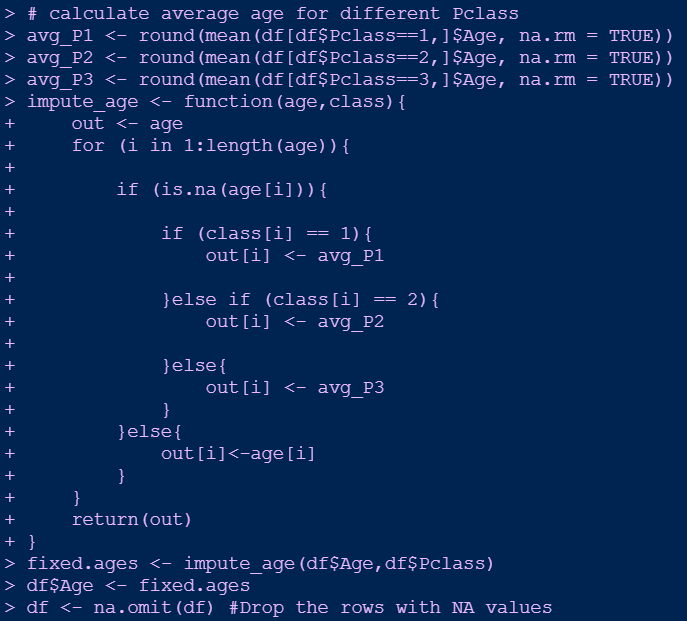 > # calculate average age for different Pclass
> avg_P1 <- round(mean(df[df$Pclass==1,]$Age, na.rm = TRUE))
> avg_P2 <- round(mean(df[df$Pclass==2,]$Age, na.rm = TRUE))
> avg_P3 <- round(mean(df[df$Pclass==3,]$Age, na.rm = TRUE))
> impute_age <- function(age,class){
+     out <- age
+     for (i in 1:length(age)){
+
+         if (is.na(age[i])){
+
+             if (class[i] == 1){
+                 out[i] <- avg_P1
+
+             }else if (class[i] == 2){
+                 out[i] <- avg_P2
+
+             }else{
+                 out[i] <- avg_P3
+             }
+         }else{
+             out[i]<-age[i]
+         }
+     }
+     return(out)
+ }
> fixed.ages <- impute_age(df$Age,df$Pclass)
> df$Age <- fixed.ages
> df <- na.omit(df) #Drop the rows with NA values